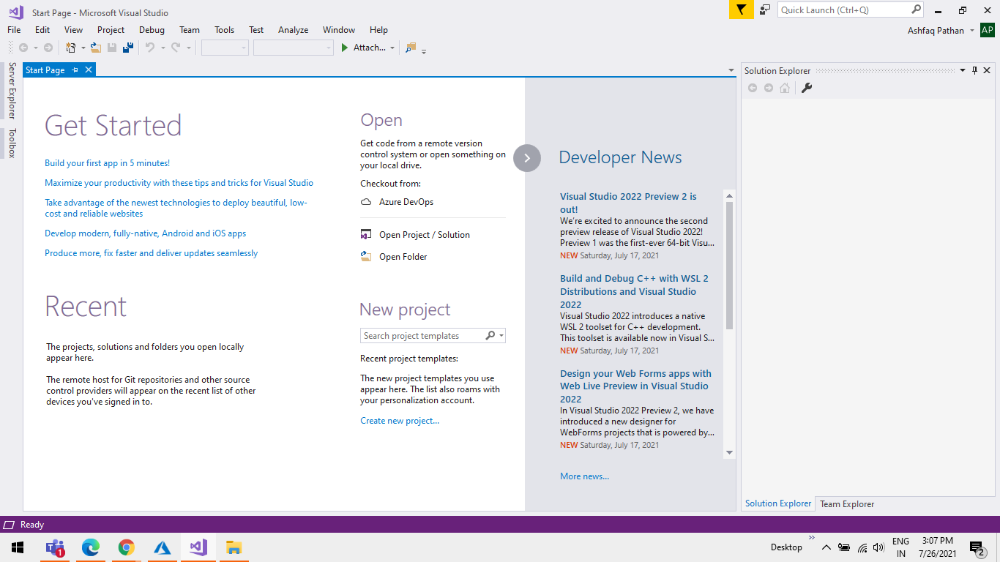 Start Page - Microsoft Visual Studio
Quick Launch (Ctrl+Q)
File Edit View Project Debug Team Tools Test Analyze Window Help
Ashfaq Pathan AP
Attach...
Server Explorer
Toolbox
Start Page
Get Started
Build your first app in 5 minutes!
Maximize your productivity with these tips and tricks for Visual Studio
Take advantage of the newest technologies to deploy beautiful, low-
cost and reliable websites
Develop modern, fully-native, Android and iOS apps
Produce more, fix faster and deliver updates seamlessly
Recent
The projects, solutions and folders you open locally
appear here.
The remote host for Git repositories and other source
control providers will appear on the recent list of other
devices you've signed in to.
Open
Get code from a remote version
control system or open something on
your local drive.
Checkout from:
Azure DevOps
Open Project / Solution
Open Folder
New project
Search project templates
Recent project templates:
The new project templates you use
appear here. The list also roams with
your personalization account.
Create new project...
Developer News
Visual Studio 2022 Preview 2 is
out!
We're excited to announce the second
preview release of Visual Studio 2022!
Preview 1 was the first-ever 64-bit Visu...
NEW Saturday, July 17, 2021
Build and Debug C++ with WSL 2
Distributions and Visual Studio
2022
Visual Studio 2022 introduces a native
WSL 2 toolset for C++ development.
This toolset is available now in Visual S...
NEW Saturday, July 17, 2021
Design your Web Forms apps with
Web Live Preview in Visual Studio
2022
In Visual Studio 2022 Preview 2, we have
introduced a new designer for
WebForms projects that is powered by...
NEW Saturday, July 17, 2021
More news...
Solution Explorer
Solution Explorer Team Explorer
Ready
1
Desktop
ENG
IN
3:07 PM
7/26/2021
2